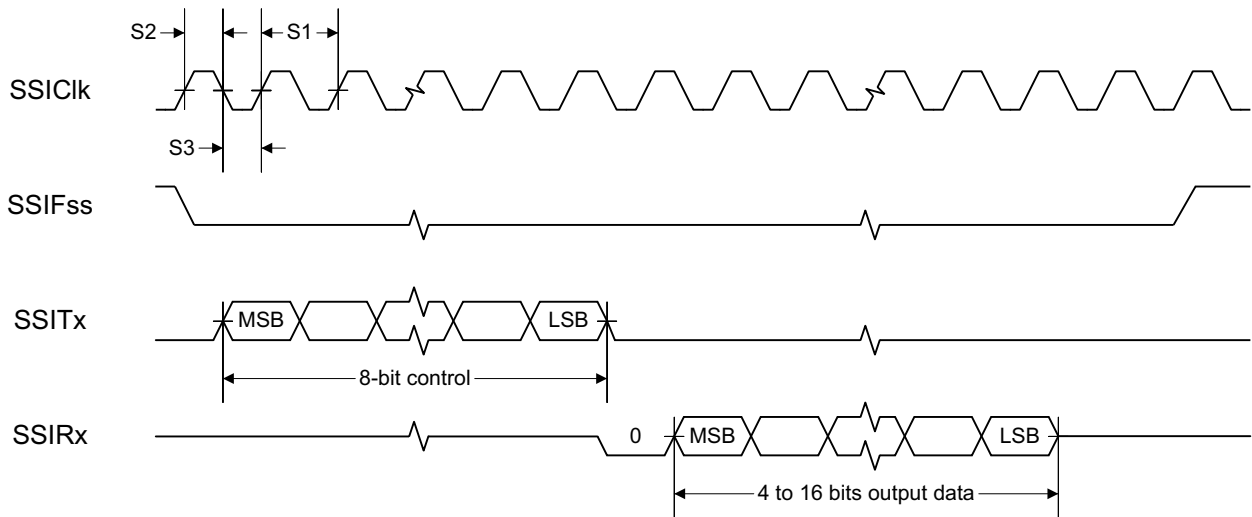 S2
S1
SSIClk
S3
SSIFss
SSITx
MSB
LSB
8-bit control
SSIRx
0
MSB
LSB
4 to 16 bits output data